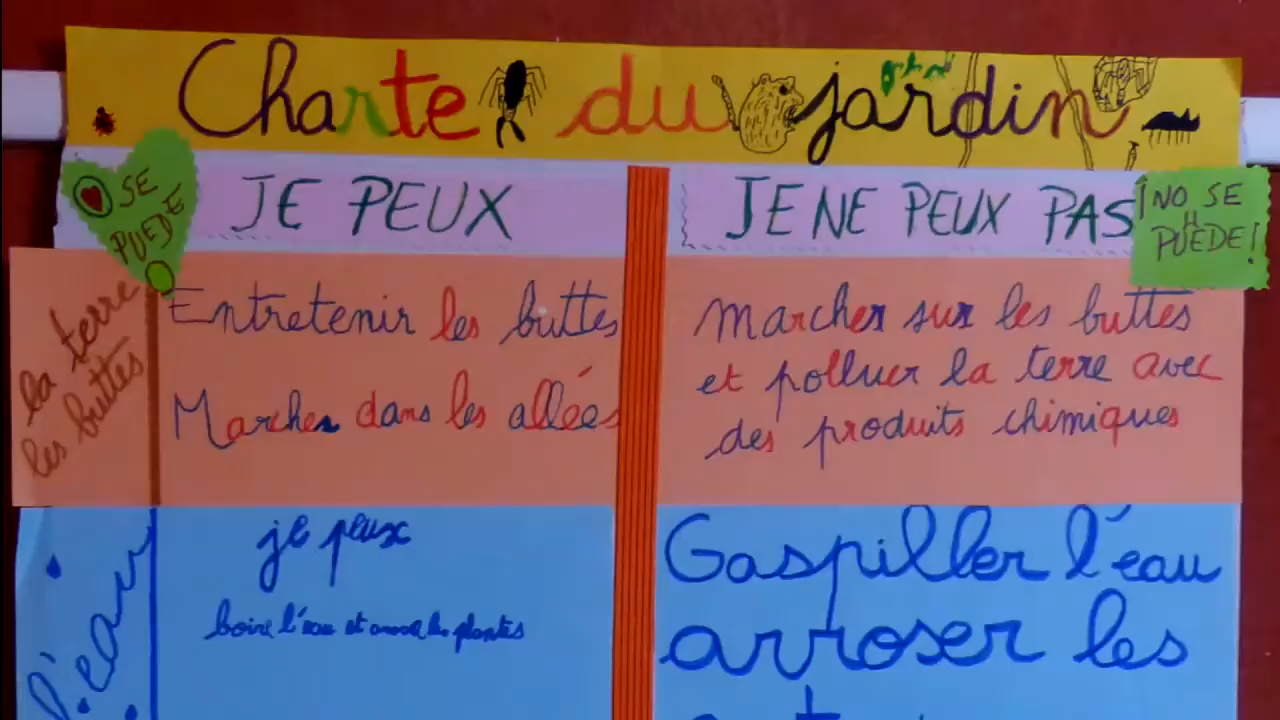 Charte du jardin
SE
PUEDE
JE PEUX
JE NE PEUX PAS
¡NO SE
PUEDE!
la terre
les buttes
Entretenir les buttes
Marcher dans les allées
marcher sur les buttes
et polluer la terre avec
des produits chimiques
l'eau
je peux
boire l'eau et les plantes
Gaspiller l'eau
arroser les